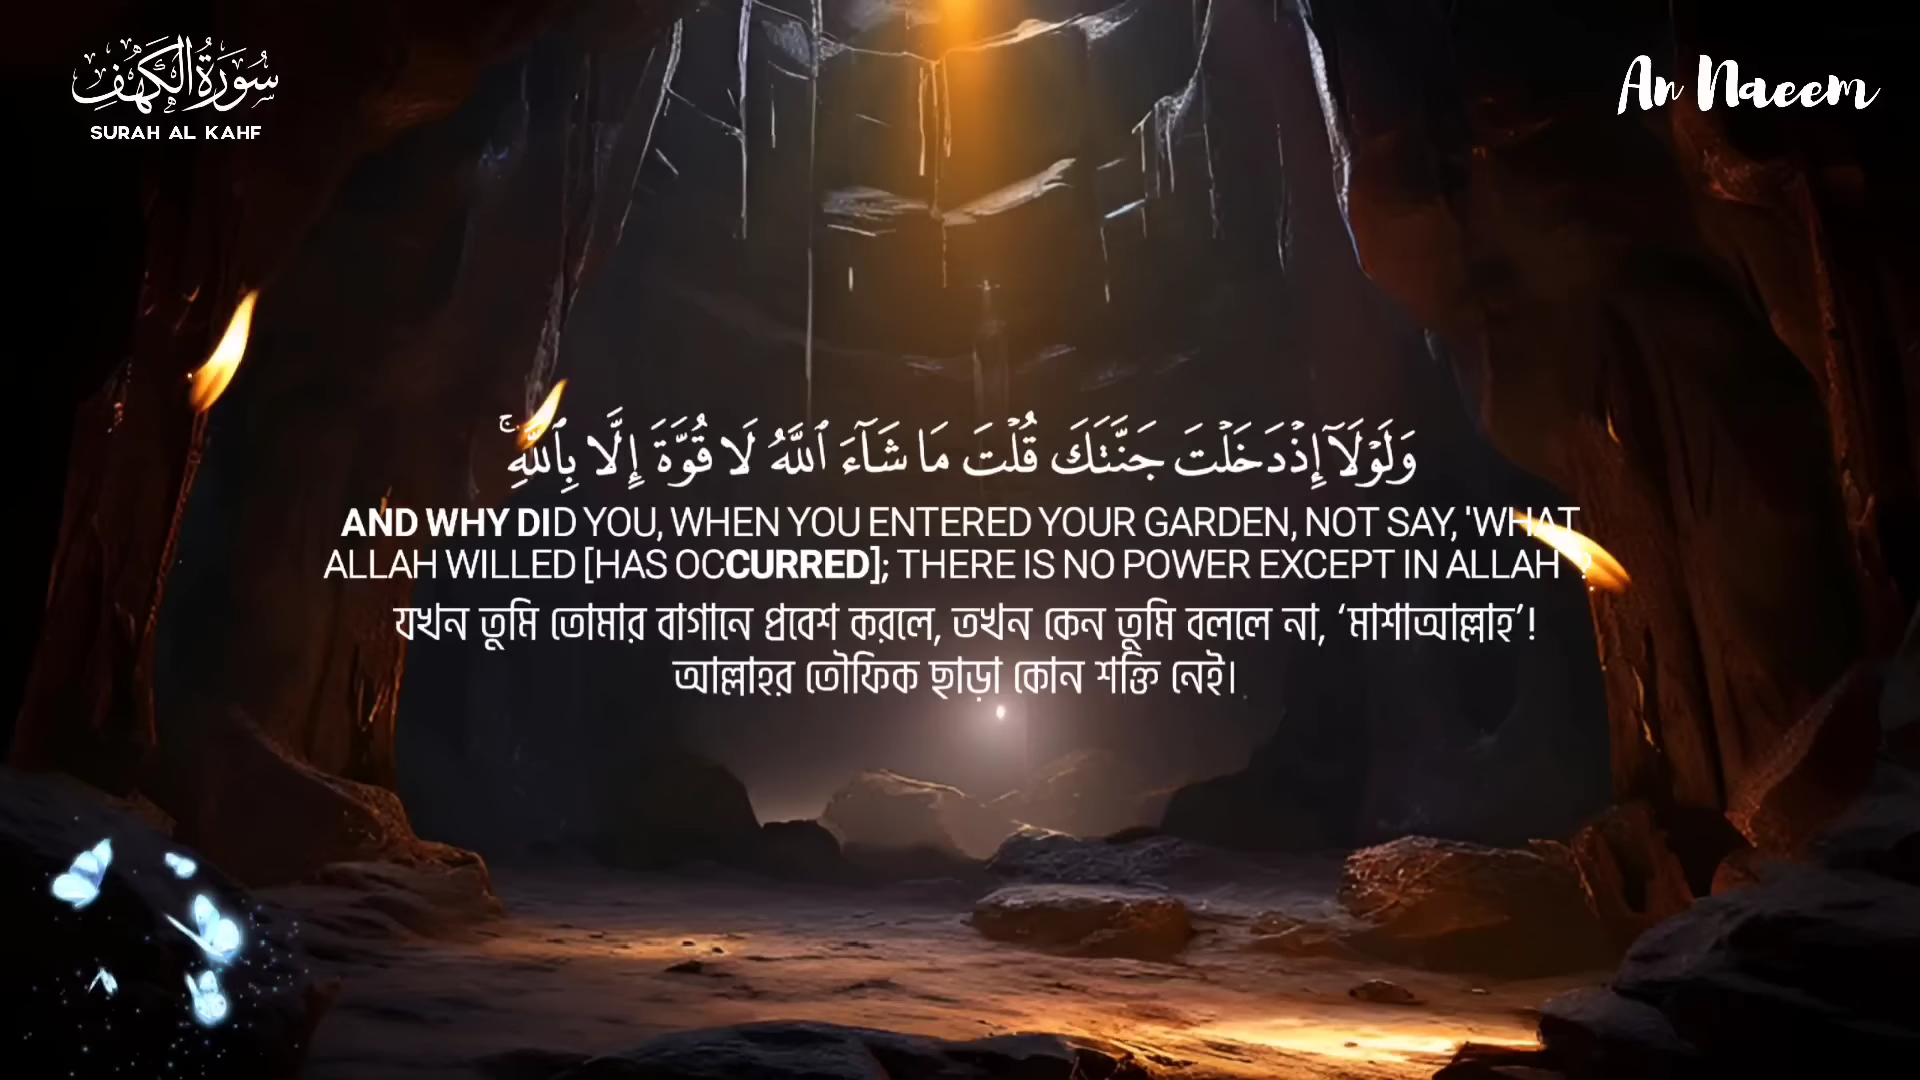 سُورَةُ الكَهْفِ
SURAH AL KAHF
An Naeem
وَلَوْلَآ إِذْ دَخَلْتَ جَنَّتَكَ قُلْتَ مَا شَآءَ ٱللَّهُ لَا قُوَّةَ إِلَّا بِٱللَّهِ ۚ
AND WHY DID YOU, WHEN YOU ENTERED YOUR GARDEN, NOT SAY, 'WHAT
ALLAH WILLED [HAS OCCURRED]; THERE IS NO POWER EXCEPT IN ALLAH ' ?
যখন তুমি তোমার বাগানে প্রবেশ করলে, তখন কেন তুমি বললে না, ‘মাশাআল্লাহ’!
আল্লাহর তৌফিক ছাড়া কোন শক্তি নেই।